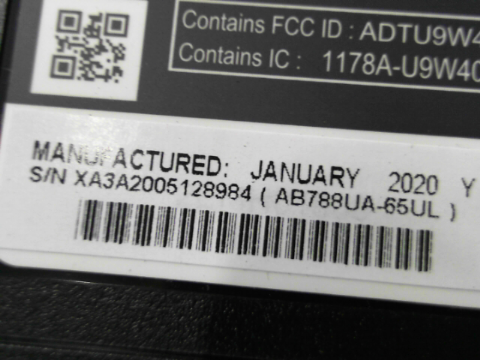 Contains FCC ID : ADTU9W4
Contains IC : 1178A-U9W40
MANUFACTURED: JANUARY 2020 Y
S/N XA3A2005128984 ( AB788UA-65UL )